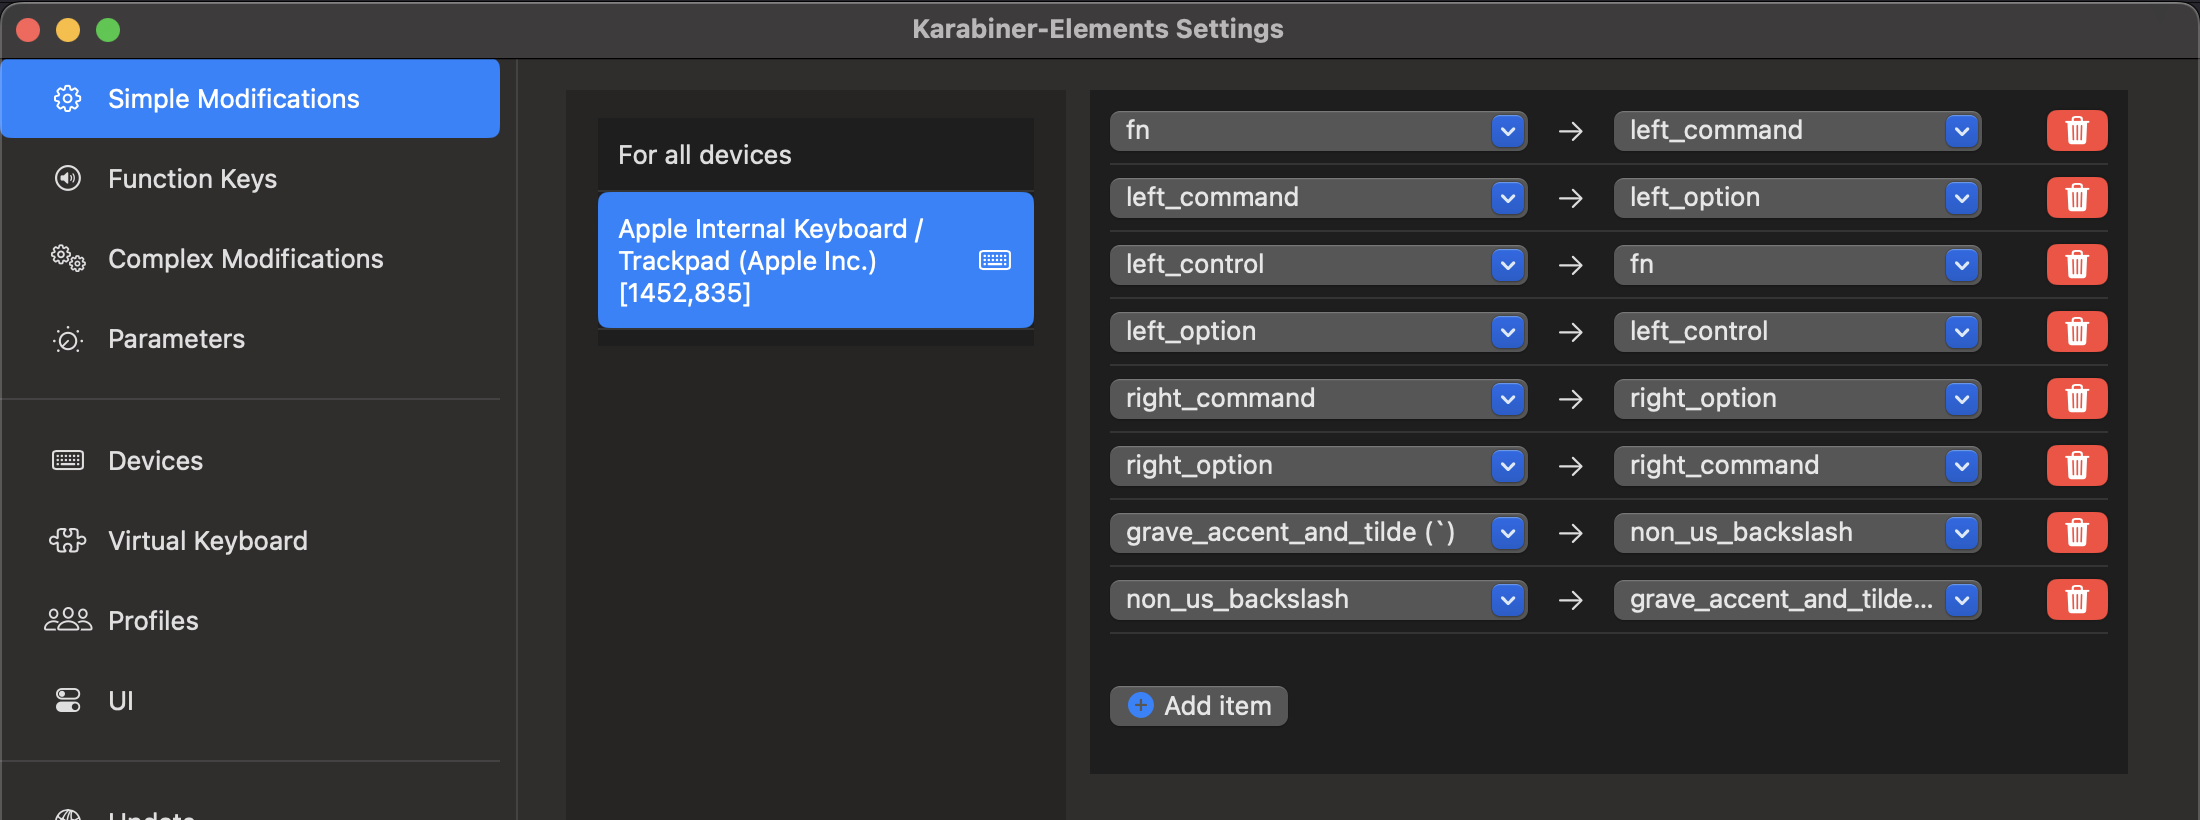 Karabiner-Elements Settings
Simple Modifications
Function Keys
Complex Modifications
Parameters
Devices
Virtual Keyboard
Profiles
UI
Update
For all devices
Apple Internal Keyboard /
Trackpad (Apple Inc.)
[1452,835]
fn → left_command
left_command → left_option
left_control → fn
left_option → left_control
right_command → right_option
right_option → right_command
grave_accent_and_tilde (`) → non_us_backslash
non_us_backslash → grave_accent_and_tilde...
Add item